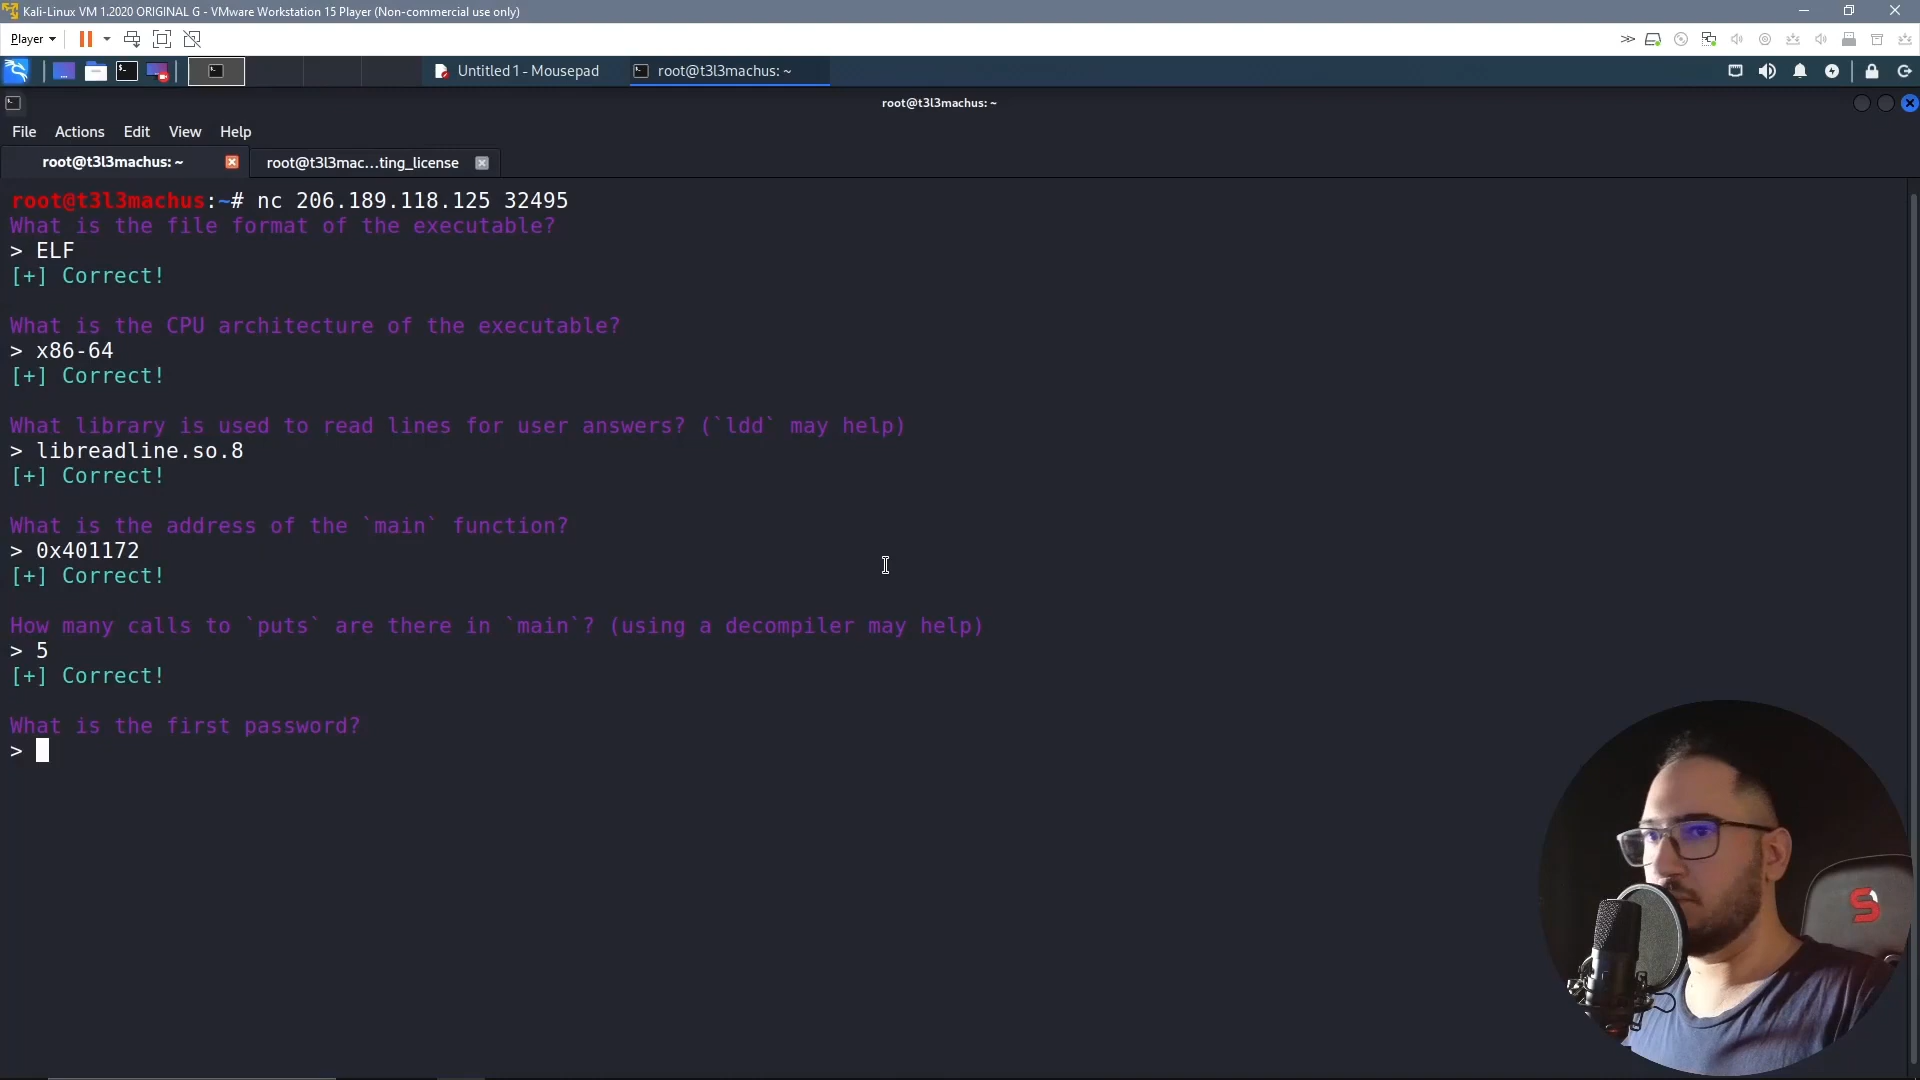 Kali-Linux VM 1.2020 ORIGINAL G - VMware Workstation 15 Player (Non-commercial use only)
Player
Untitled 1 - Mousepad
root@t3l3machus: ~
root@t3l3machus: ~
File Actions Edit View Help
root@t3l3machus: ~
root@t3l3mac...ting_license
root@t3l3machus:~# nc 206.189.118.125 32495
What is the file format of the executable?
> ELF
[+] Correct!
What is the CPU architecture of the executable?
> x86-64
[+] Correct!
What library is used to read lines for user answers? (`ldd` may help)
> libreadline.so.8
[+] Correct!
What is the address of the `main` function?
> 0x401172
[+] Correct!
How many calls to `puts` are there in `main`? (using a decompiler may help)
> 5
[+] Correct!
What is the first password?
>
S